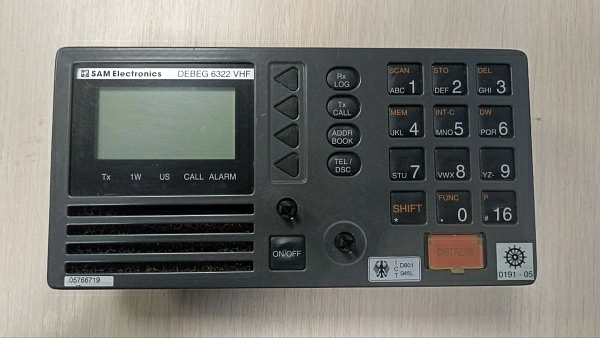 SAM Electronics DEBEG 6322 VHF
Tx 1W US CALL ALARM
Rx
LOG
Tx
CALL
ADDR
BOOK
TEL /
DSC
ON/OFF
SCAN
ABC 1
STO
DEF 2
DEL
GHI 3
MEM
JKL 4
INT-C
MNO 5
DW
PQR 6
STU 7
VWX 8
YZ- 9
SHIFT
*
FUNC
. 0
P
# 16
DISTRESS
05766719
I C T
D801
045L
0191 - 05